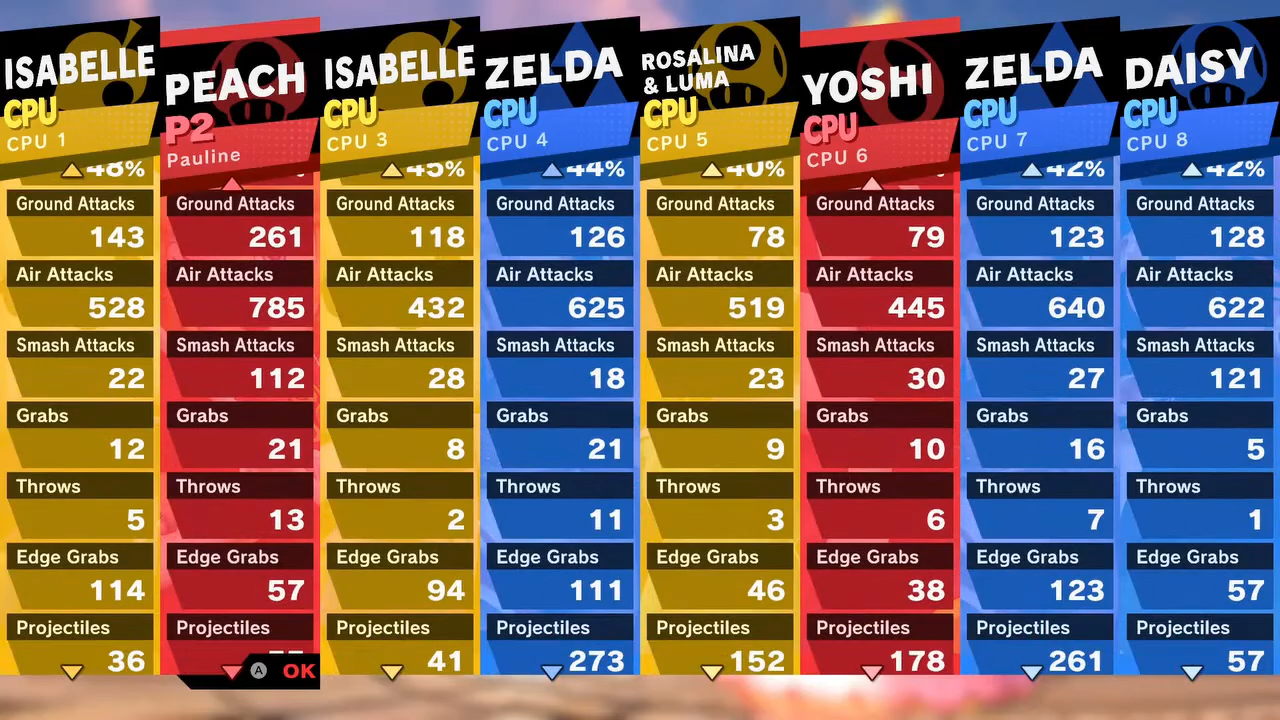 ISABELLE
CPU
CPU 1
48%
Ground Attacks
143
Air Attacks
528
Smash Attacks
22
Grabs
12
Throws
5
Edge Grabs
114
Projectiles
36
PEACH
P2
Pauline
Ground Attacks
261
Air Attacks
785
Smash Attacks
112
Grabs
21
Throws
13
Edge Grabs
57
Projectiles
A OK
ISABELLE
CPU
CPU 3
45%
Ground Attacks
118
Air Attacks
432
Smash Attacks
28
Grabs
8
Throws
2
Edge Grabs
94
Projectiles
41
ZELDA
CPU
CPU 4
44%
Ground Attacks
126
Air Attacks
625
Smash Attacks
18
Grabs
21
Throws
11
Edge Grabs
111
Projectiles
273
ROSALINA
& LUMA
CPU
CPU 5
40%
Ground Attacks
78
Air Attacks
519
Smash Attacks
23
Grabs
9
Throws
3
Edge Grabs
46
Projectiles
152
YOSHI
CPU
CPU 6
Ground Attacks
79
Air Attacks
445
Smash Attacks
30
Grabs
10
Throws
6
Edge Grabs
38
Projectiles
178
ZELDA
CPU
CPU 7
42%
Ground Attacks
123
Air Attacks
640
Smash Attacks
27
Grabs
16
Throws
7
Edge Grabs
123
Projectiles
261
DAISY
CPU
CPU 8
42%
Ground Attacks
128
Air Attacks
622
Smash Attacks
121
Grabs
5
Throws
1
Edge Grabs
57
Projectiles
57